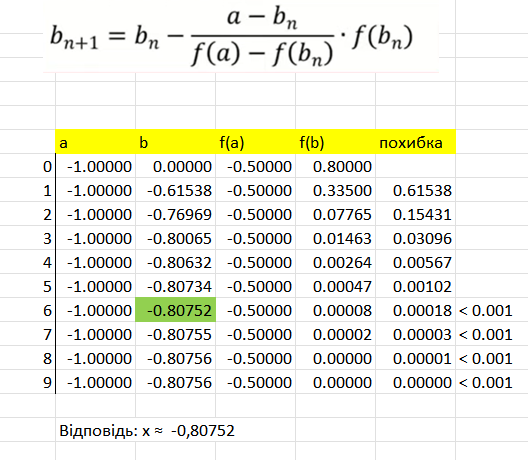 b_{n+1} = b_n − \frac{a − b_n}{f(a) − f(b_n)} · f(b_n)
a b f(a) f(b) похибка
0 -1.00000 0.00000 -0.50000 0.80000
1 -1.00000 -0.61538 -0.50000 0.33500 0.61538
2 -1.00000 -0.76969 -0.50000 0.07765 0.15431
3 -1.00000 -0.80065 -0.50000 0.01463 0.03096
4 -1.00000 -0.80632 -0.50000 0.00264 0.00567
5 -1.00000 -0.80734 -0.50000 0.00047 0.00102
6 -1.00000 -0.80752 -0.50000 0.00008 0.00018 < 0.001
7 -1.00000 -0.80755 -0.50000 0.00002 0.00003 < 0.001
8 -1.00000 -0.80756 -0.50000 0.00000 0.00001 < 0.001
9 -1.00000 -0.80756 -0.50000 0.00000 0.00000 < 0.001
Відповідь: x ≈ -0,80752